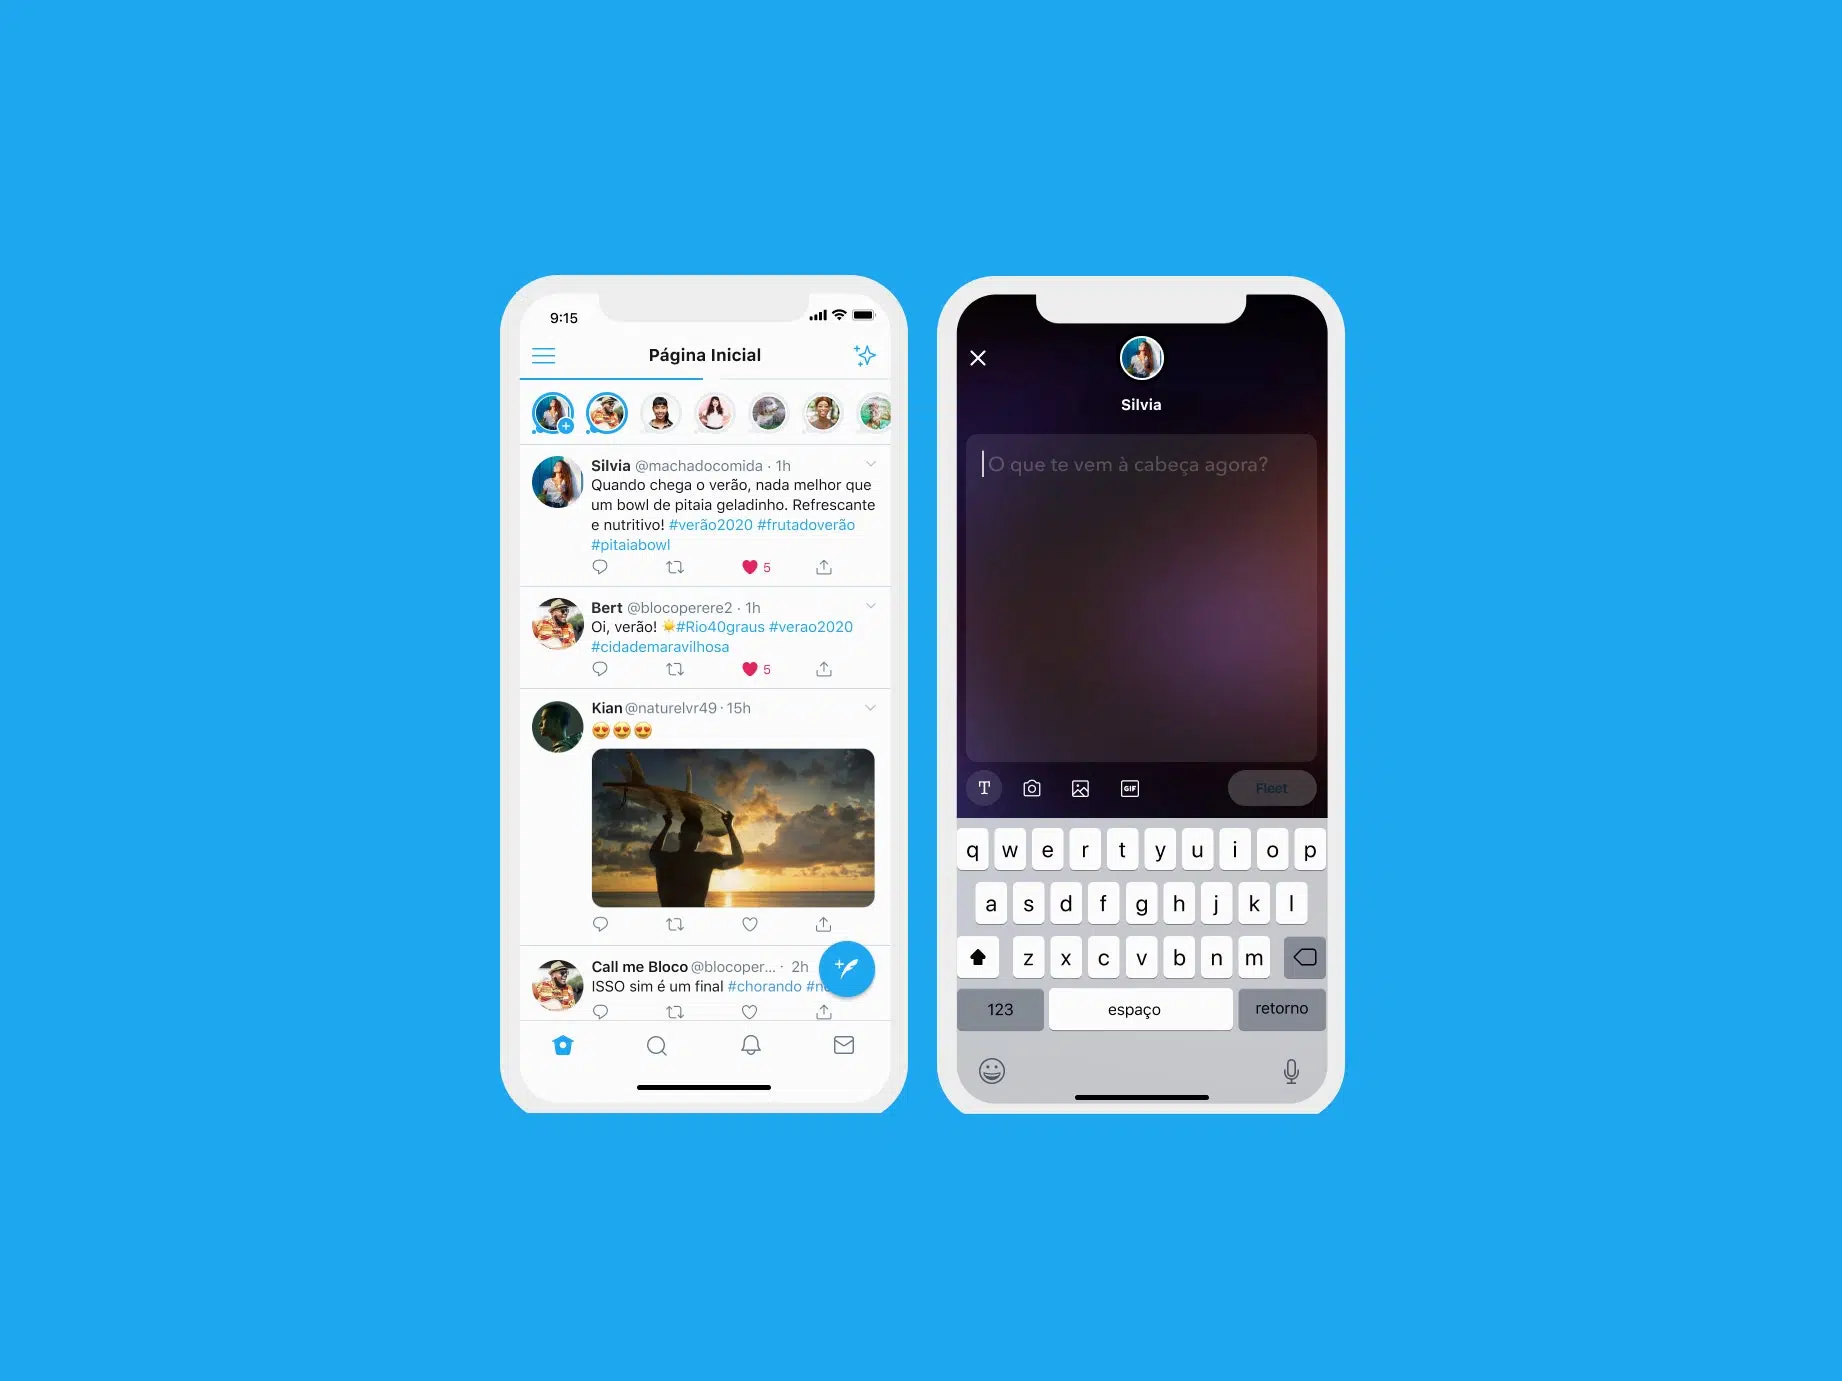 9:15
Página Inicial
Silvia @machadocomida · 1h
Quando chega o verão, nada melhor que
um bowl de pitaia geladinho. Refrescante
e nutritivo! #verão2020 #frutadoverão
#pitaiabowl
5
Bert @blocoperere2 · 1h
Oi, verão! ☀️#Rio40graus #verao2020
#cidademaravilhosa
5
Kian @naturelvr49 · 15h
😍😍😍
Call me Bloco @blocoper... · 2h
ISSO sim é um final #chorando
Silvia
O que te vem à cabeça agora?
T
GIF
Fleet
q w e r t y u i o p
a s d f g h j k l
z x c v b n m
123 espaço retorno